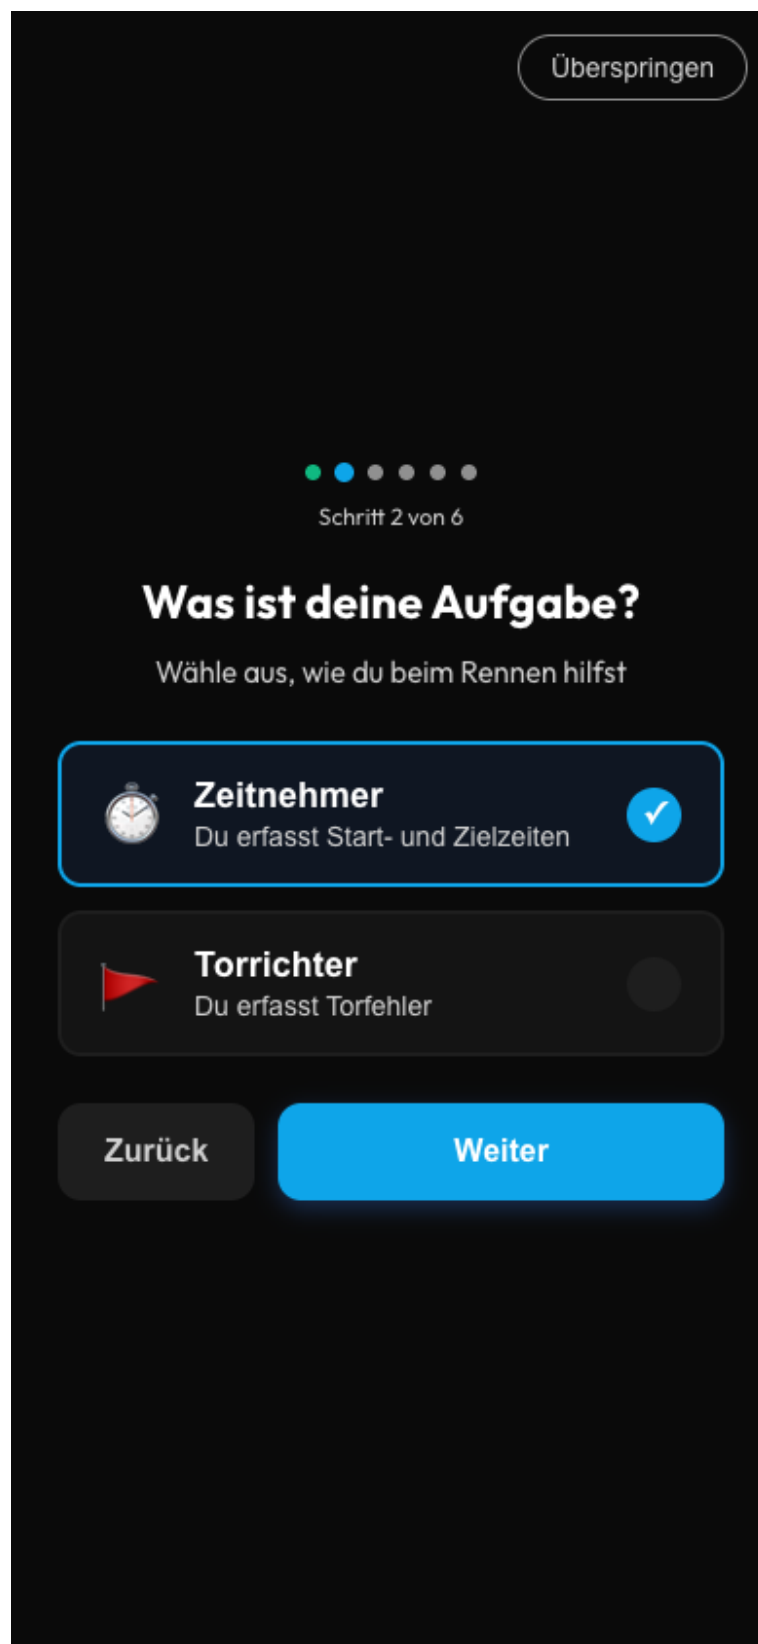 Überspringen
Schritt 2 von 6
Was ist deine Aufgabe?
Wähle aus, wie du beim Rennen hilfst
Zeitnehmer
Du erfasst Start- und Zielzeiten
Torrichter
Du erfasst Torfehler
Zurück
Weiter